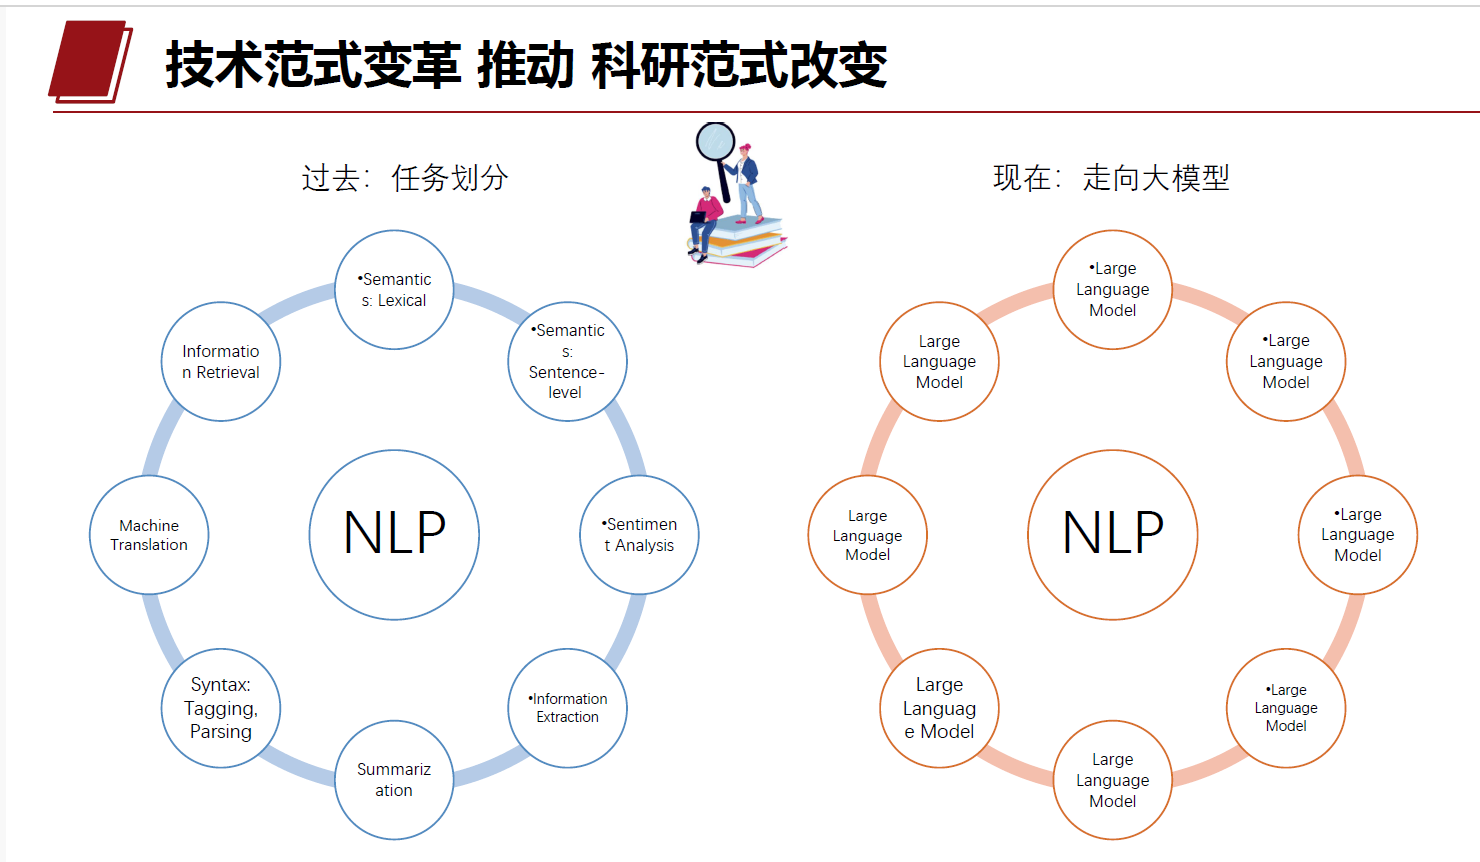 技术范式变革 推动 科研范式改变
过去：任务划分
•Semantic
s: Lexical
•Semantic
s:
Sentence-
level
•Sentimen
t Analysis
•Information
Extraction
Summariz
ation
Syntax:
Tagging,
Parsing
Machine
Translation
Informatio
n Retrieval
NLP
现在：走向大模型
•Large
Language
Model
•Large
Language
Model
•Large
Language
Model
•Large
Language
Model
Large
Language
Model
Large
Languag
e Model
Large
Language
Model
Large
Language
Model
NLP